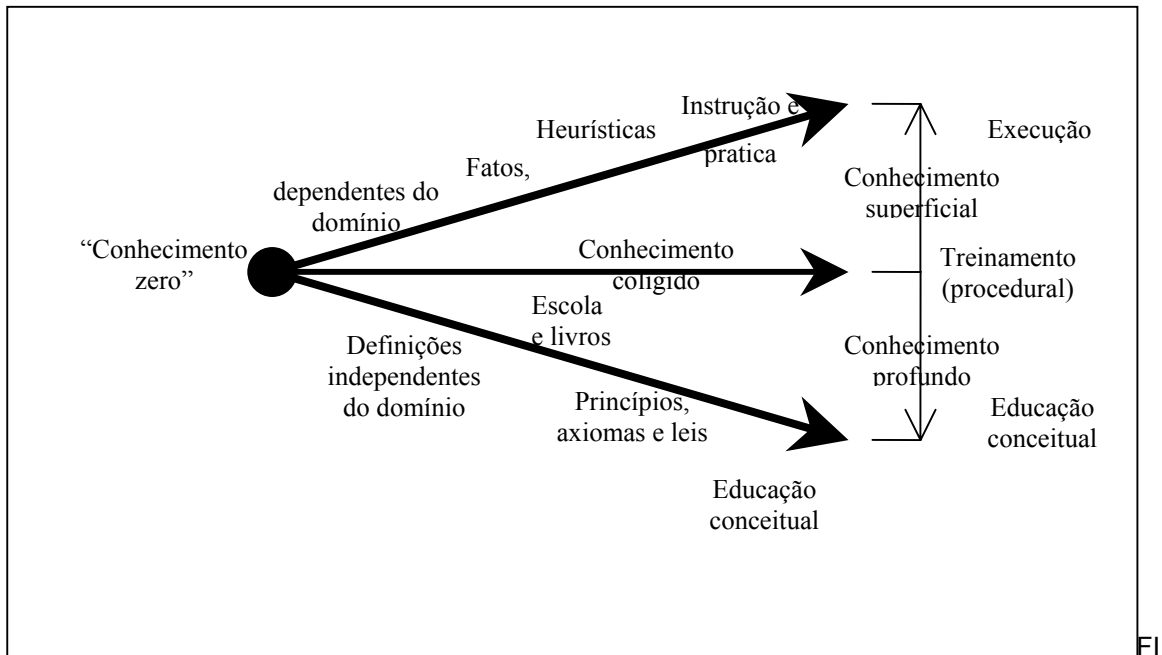 Instrução e
pratica
Heurísticas
Fatos,
dependentes do
domínio
“Conhecimento
zero”
Conhecimento
coligido
Escola
e livros
Definições
independentes
do domínio
Princípios,
axiomas e leis
Educação
conceitual
Execução
Conhecimento
superficial
Treinamento
(procedural)
Conhecimento
profundo
Educação
conceitual
FI